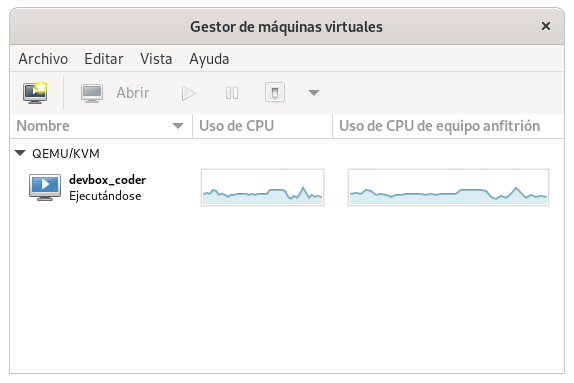 Gestor de máquinas virtuales
Archivo Editar Vista Ayuda
Abrir
Nombre Uso de CPU Uso de CPU de equipo anfitrión
QEMU/KVM
devbox_coder
Ejecutándose